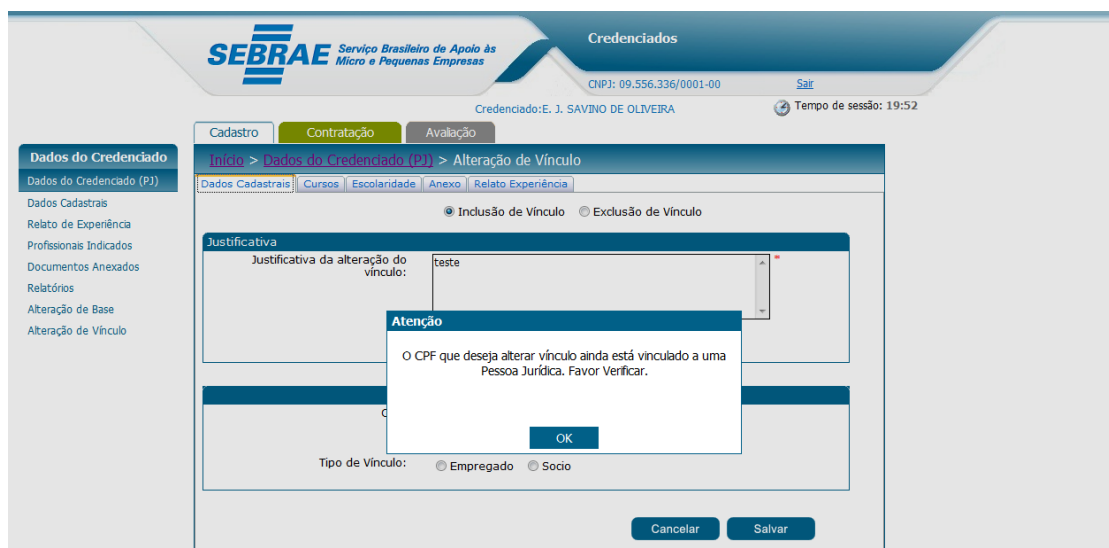 SEBRAE
Serviço Brasileiro de Apoio às
Micro e Pequenas Empresas
Credenciados
CNPJ: 09.556.336/0001-00
Sair
Credenciado:E. J. SAVINO DE OLIVEIRA
Tempo de sessão: 19:52
Cadastro
Contratação
Avaliação
Dados do Credenciado
Dados do Credenciado (PJ)
Dados Cadastrais
Relato de Experiência
Profissionais Indicados
Documentos Anexados
Relatórios
Alteração de Base
Alteração de Vínculo
Início > Dados do Credenciado (PJ) > Alteração de Vínculo
Dados Cadastrais
Cursos
Escolaridade
Anexo
Relato Experiência
Inclusão de Vínculo
Exclusão de Vínculo
Justificativa
Justificativa da alteração do
vínculo:
teste
*
Atenção
O CPF que deseja alterar vínculo ainda está vinculado a uma
Pessoa Jurídica. Favor Verificar.
OK
Tipo de Vínculo:
Empregado
Socio
Cancelar
Salvar